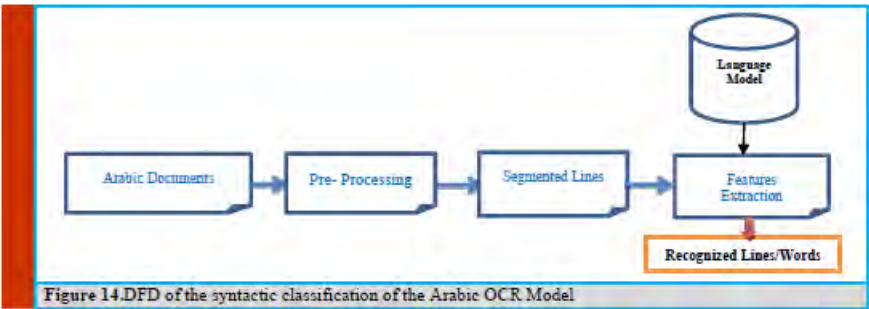 Language
Model
Arabic Documents
Pre- Processing
Segmented Lines
Features
Extraction
Recognized Lines/Words
Figure 14.DFD of the syntactic classification of the Arabic OCR Model